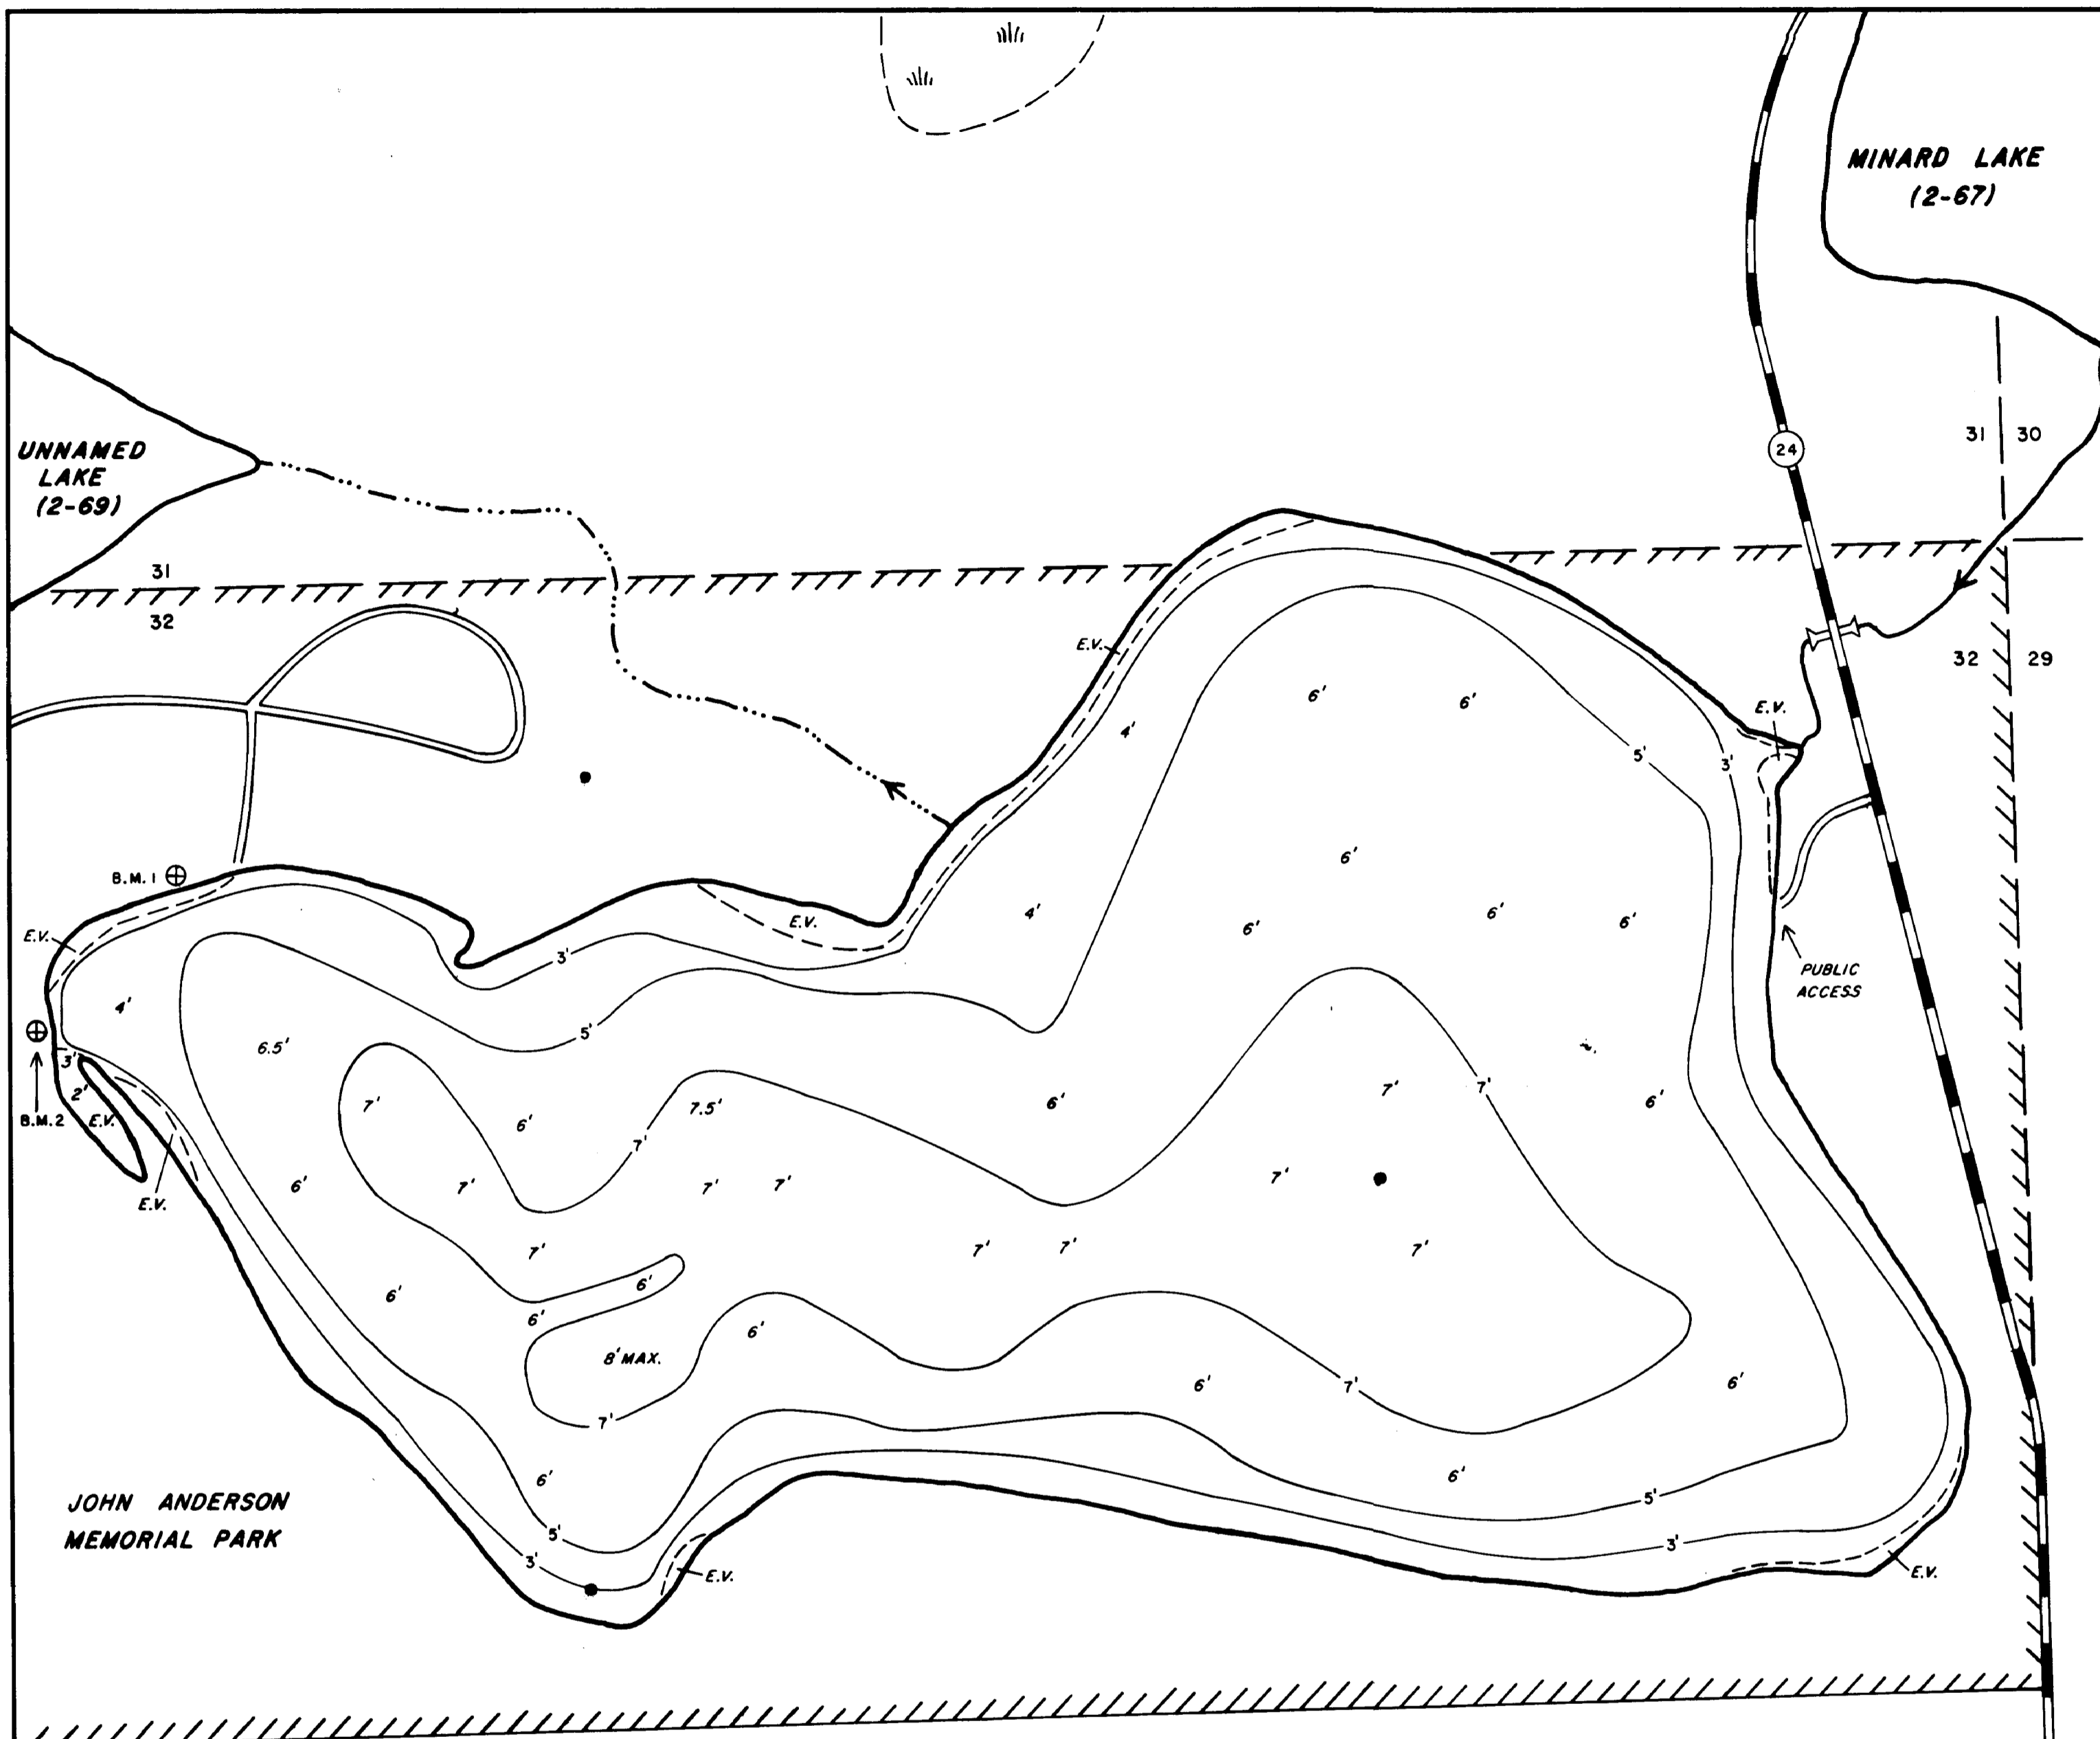 MINARD LAKE
(2-67)
UNNAMED
LAKE
(2-69)
31 30
24
31
32
32 29
E.V.
6' 6'
E.V.
4'
5' 3'
6'
B.M. 1
4' 6' 6'
E.V.
6'
E.V.
3'
PUBLIC
ACCESS
4'
5'
6.5'
3'
2'
7' 7'
7' 7.5' 6' 6'
B.M. 2 E.V. 6'
7'
6' 7' 7' 7' 7'
E.V.
7' 7' 7' 7'
6' 6'
6'
6'
8' MAX. 6' 7' 6'
7'
6' 6'
JOHN ANDERSON
MEMORIAL PARK
5'
5'
3'
3'
E.V. E.V.